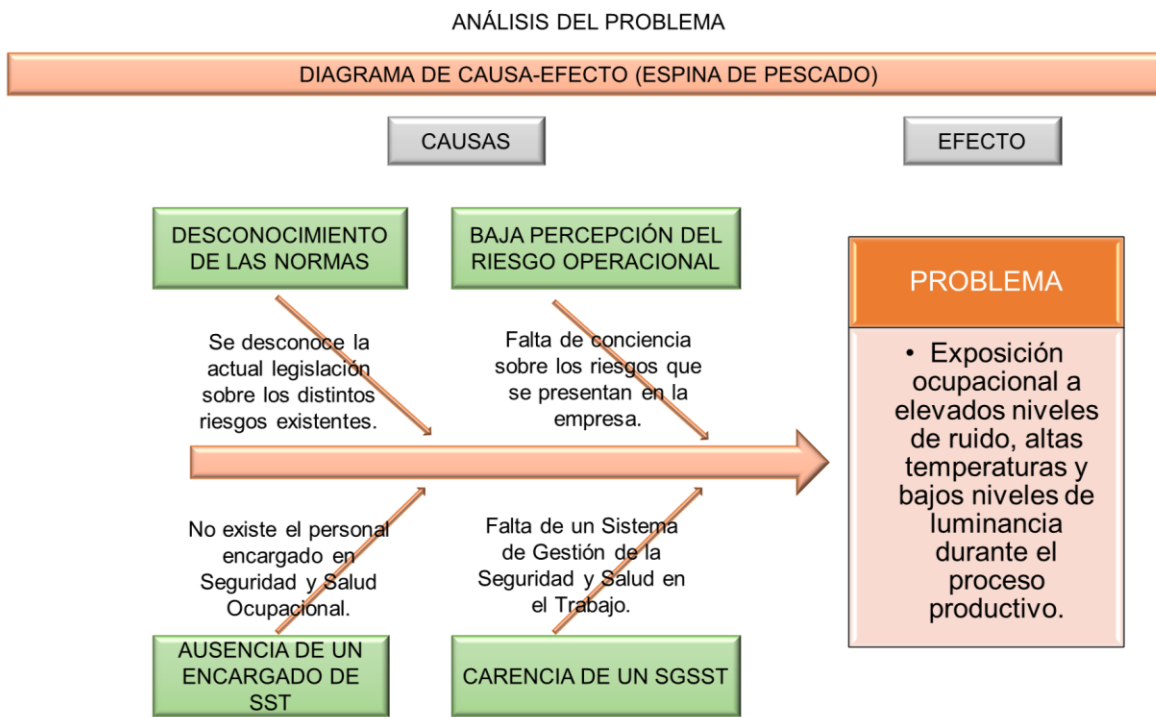 ANÁLISIS DEL PROBLEMA
DIAGRAMA DE CAUSA-EFECTO (ESPINA DE PESCADO)
CAUSAS
EFECTO
DESCONOCIMIENTO
DE LAS NORMAS
Se desconoce la
actual legislación
sobre los distintos
riesgos existentes.
BAJA PERCEPCIÓN DEL
RIESGO OPERACIONAL
Falta de conciencia
sobre los riesgos que
se presentan en la
empresa.
No existe el personal
encargado en
Seguridad y Salud
Ocupacional.
AUSENCIA DE UN
ENCARGADO DE
SST
Falta de un Sistema
de Gestión de la
Seguridad y Salud en
el Trabajo.
CARENCIA DE UN SGSST
PROBLEMA
• Exposición
ocupacional a
elevados niveles
de ruido, altas
temperaturas y
bajos niveles de
luminancia
durante el
proceso
productivo.